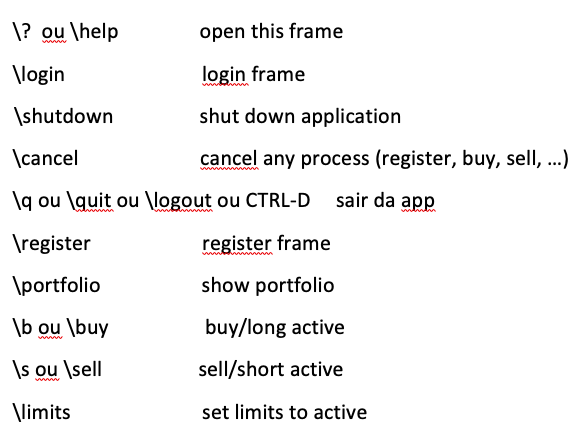 \? ou \help open this frame
\login login frame
\shutdown shut down application
\cancel cancel any process (register, buy, sell, ...)
\q ou \quit ou \logout ou CTRL-D sair da app
\register register frame
\portfolio show portfolio
\b ou \buy buy/long active
\s ou \sell sell/short active
\limits set limits to active